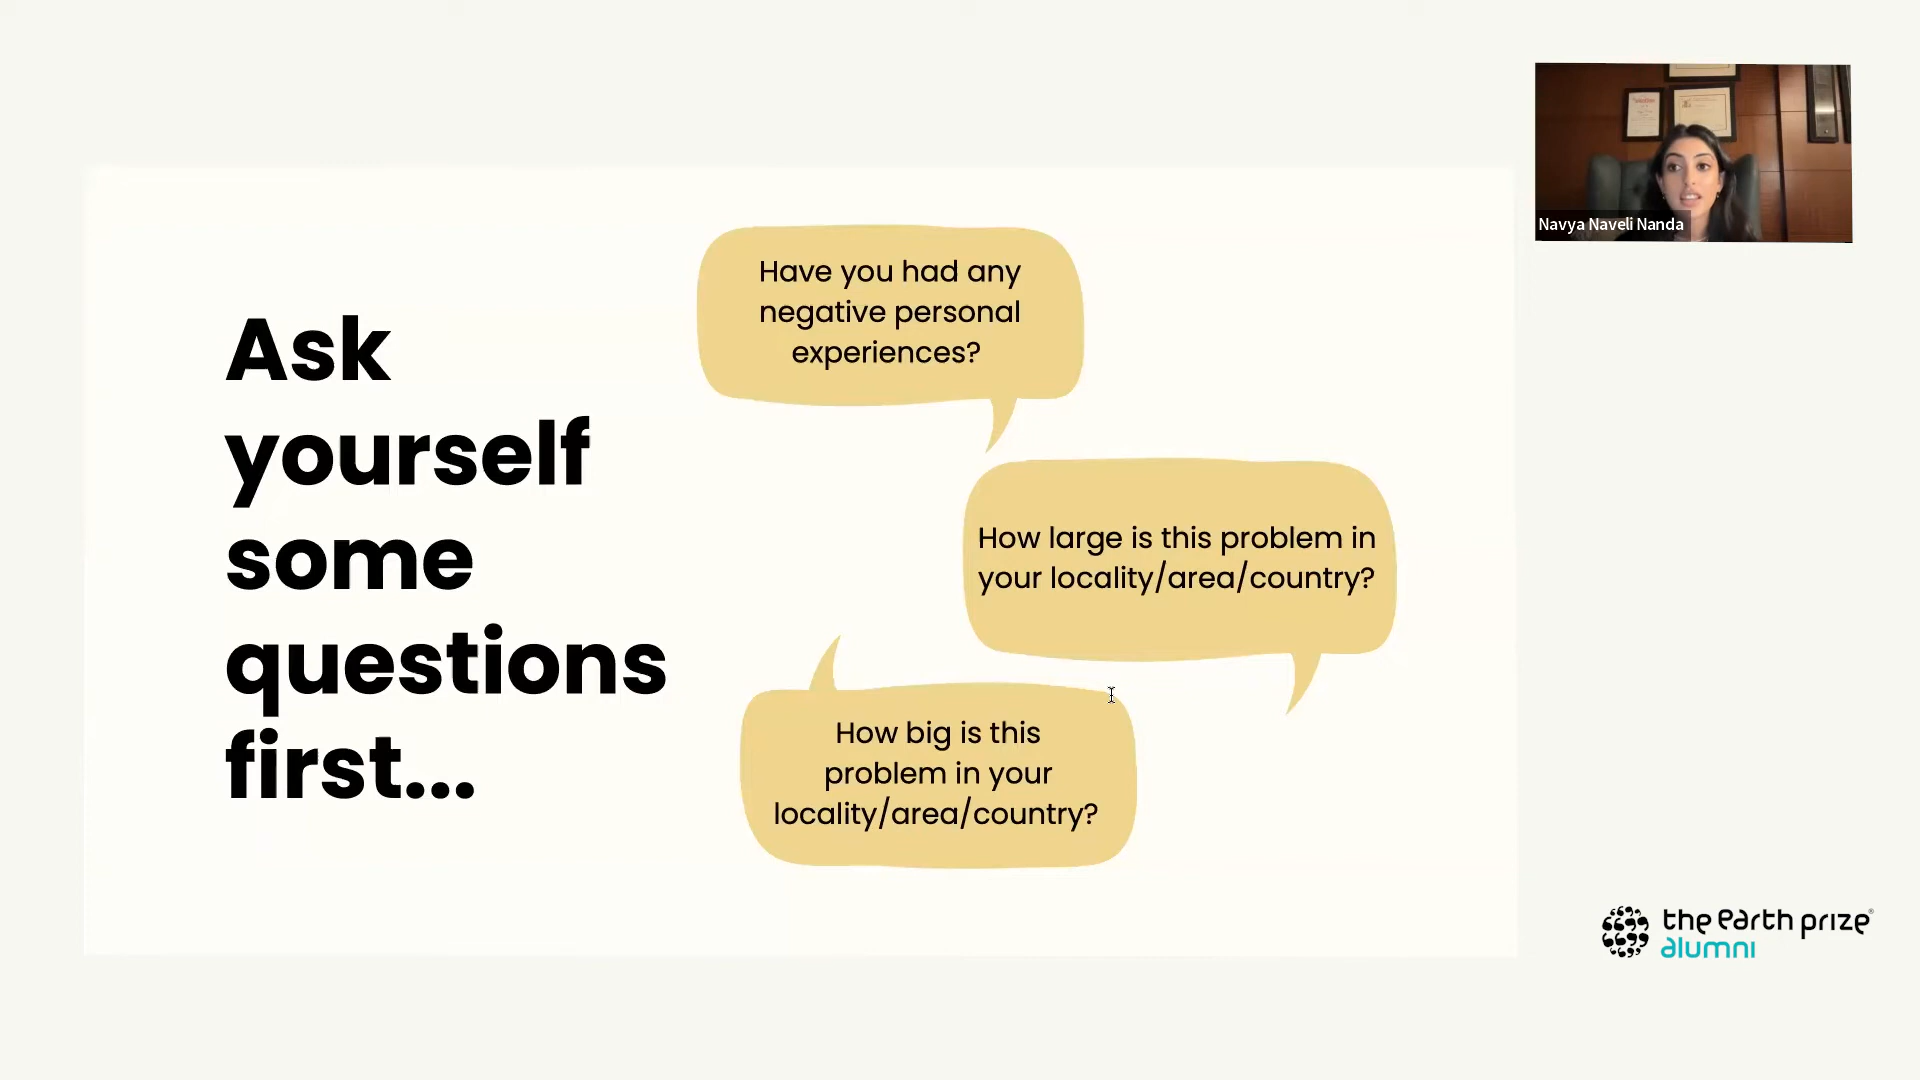 Ask
yourself
some
questions
first...
Have you had any
negative personal
experiences?
How large is this problem in
your locality/area/country?
How big is this
problem in your
locality/area/country?
Navya Naveli Nanda
the earth prize®
alumni